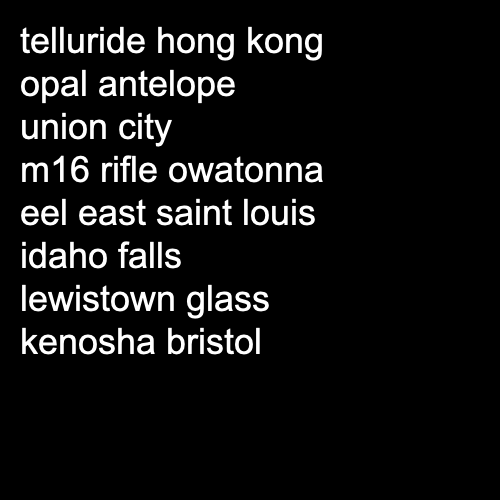 telluride hong kong
opal antelope
union city
m16 rifle owatonna
eel east saint louis
idaho falls
lewistown glass
kenosha bristol